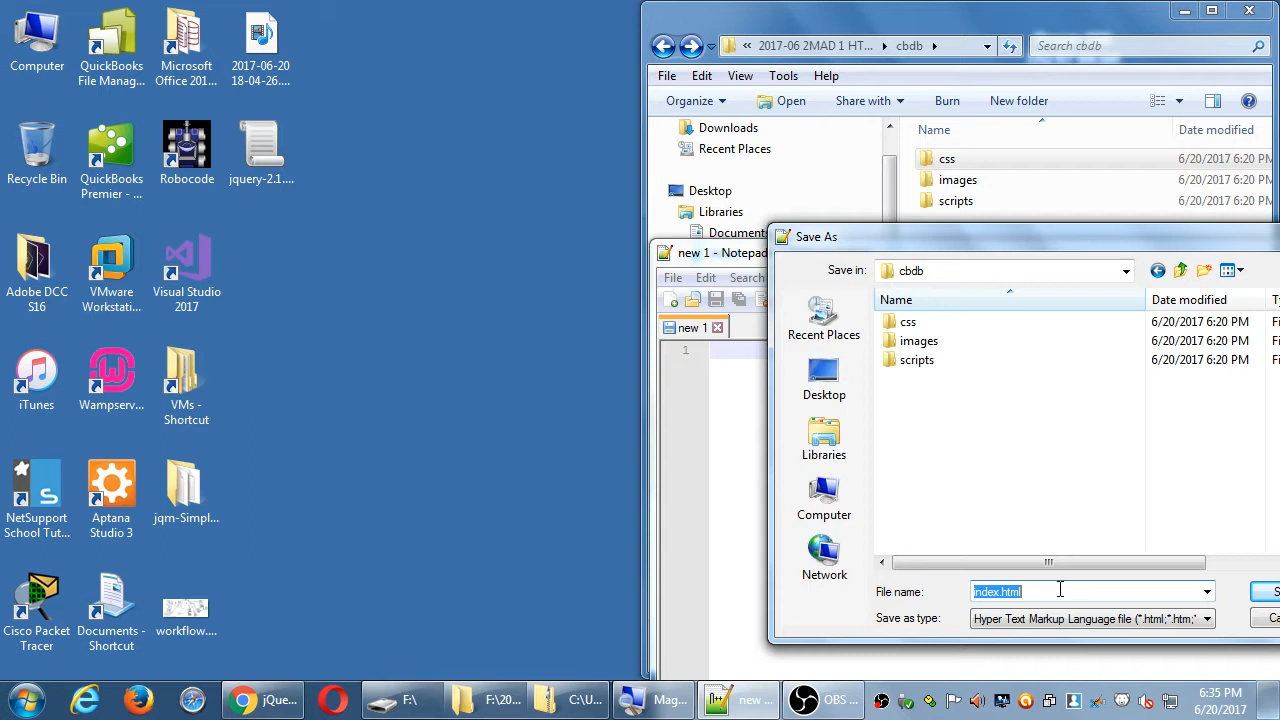 Computer
QuickBooks
File Manag...
Microsoft
Office 201...
2017-06-20
18-04-26....
Recycle Bin
QuickBooks
Premier - ...
Robocode
jquery-2.1....
Adobe DCC
S16
VMware
Workstati...
Visual Studio
2017
iTunes
Wampserv...
VMs -
Shortcut
NetSupport
School Tut...
Aptana
Studio 3
jqm-Simpl...
Cisco Packet
Tracer
Documents -
Shortcut
workflow....
« 2017-06 2MAD 1 HT... cbdb
Search cbdb
File Edit View Tools Help
Organize Open Share with Burn New folder
Downloads
Recent Places
Desktop
Libraries
Documents
Name Date modified
css 6/20/2017 6:20 PM
images 6/20/2017 6:20 PM
scripts 6/20/2017 6:20 PM
new 1 - Notepad
File Edit Search
new 1
1
Save As
Save in: cbdb
Name Date modified
css 6/20/2017 6:20 PM Fi
images 6/20/2017 6:20 PM Fi
scripts 6/20/2017 6:20 PM Fi
Recent Places
Desktop
Libraries
Computer
Network
File name: index.html
Save as type: Hyper Text Markup Language file (*.html;*.htm;*
jQue...
F:\
F:\20...
C:\U...
Mag...
new ...
OBS ...
6:35 PM
6/20/2017